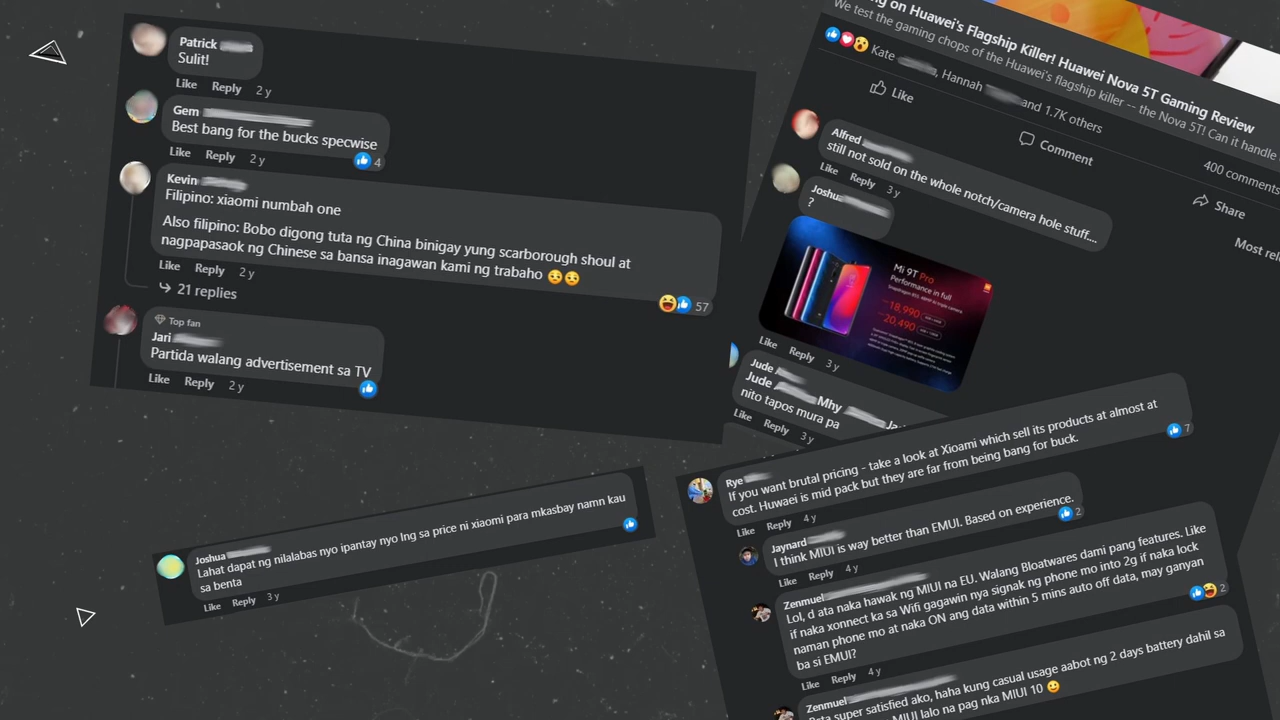 Patrick
Sulit!
Like Reply 2 y
Gem
Best bang for the bucks specwise
4
Like Reply 2 y
Kevin
Filipino: xiaomi numbah one
Also filipino: Bobo digong tuta ng China binigay yung scarborough shoul at
nagpapasaok ng Chinese sa bansa inagawan kami ng trabaho 😒😒
57
Like Reply 2 y
21 replies
Top fan
Jari
Partida walang advertisement sa TV
Like Reply 2 y
on Huawei's Flagship Killer! Huawei Nova 5T Gaming Review
We test the gaming chops of the Huawei's flagship killer -- the Nova 5T! Can it handle
Kate , Hannah and 1.7K others
400 comments
Like
Comment
Share
Most
Alfred
still not sold on the whole notch/camera hole stuff....
Like Reply 3 y
Joshu
?
Mi 9T Pro
Performance in full
18,990
20,490
Like Reply 3 y
Jude
Jude Mhy
nito tapos mura pa
Like Reply 3 y
Joshua
Lahat dapat ng nilalabas nyo ipantay nyo lng sa price ni xiaomi para mkasbay namn kau
sa benta
Like Reply 3 y
Rye
If you want brutal pricing - take a look at Xioami which sell its products at almost at
cost. Huwaei is mid pack but they are far from being bang for buck.
7
Like Reply 4 y
Jaynard
I think MIUI is way better than EMUI. Based on experience.
2
Like Reply 4 y
Zenmuel
Lol, d ata naka hawak ng MIUI na EU. Walang Bloatwares dami pang features. Like
if naka xonnect ka sa Wifi gagawin nya signak ng phone mo into 2g if naka lock
naman phone mo at naka ON ang data within 5 mins auto off data, may ganyan
ba si EMUI?
2
Like Reply 4 y
Zenmuel
super satisfied ako, haha kung casual usage aabot ng 2 days battery dahil sa
MIUI lalo na pag nka MIUI 10 😀